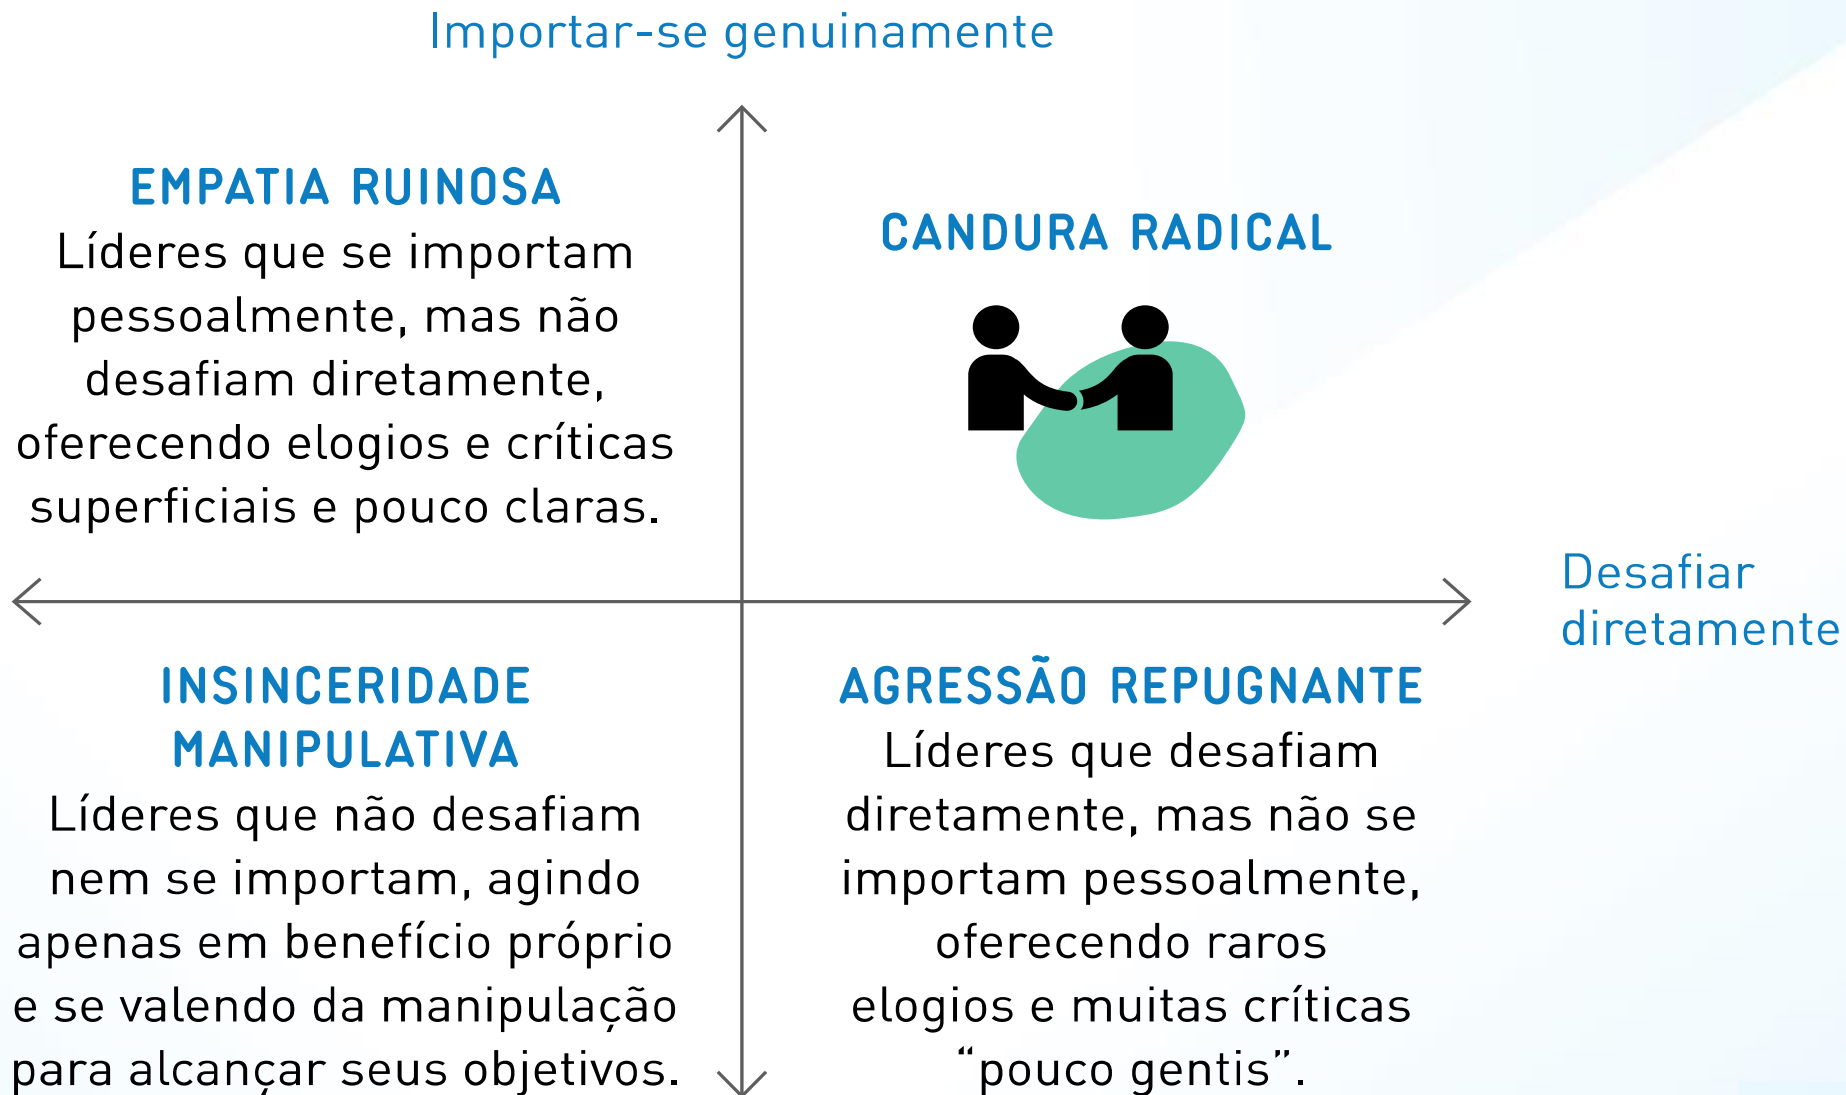 Importar-se genuinamente
EMPATIA RUINOSA
Líderes que se importam
pessoalmente, mas não
desafiam diretamente,
oferecendo elogios e críticas
superficiais e pouco claras.
CANDURA RADICAL
Desafiar
diretamente
INSINCERIDADE
MANIPULATIVA
Líderes que não desafiam
nem se importam, agindo
apenas em benefício próprio
e se valendo da manipulação
para alcançar seus objetivos.
AGRESSÃO REPUGNANTE
Líderes que desafiam
diretamente, mas não se
importam pessoalmente,
oferecendo raros
elogios e muitas críticas
“pouco gentis”.